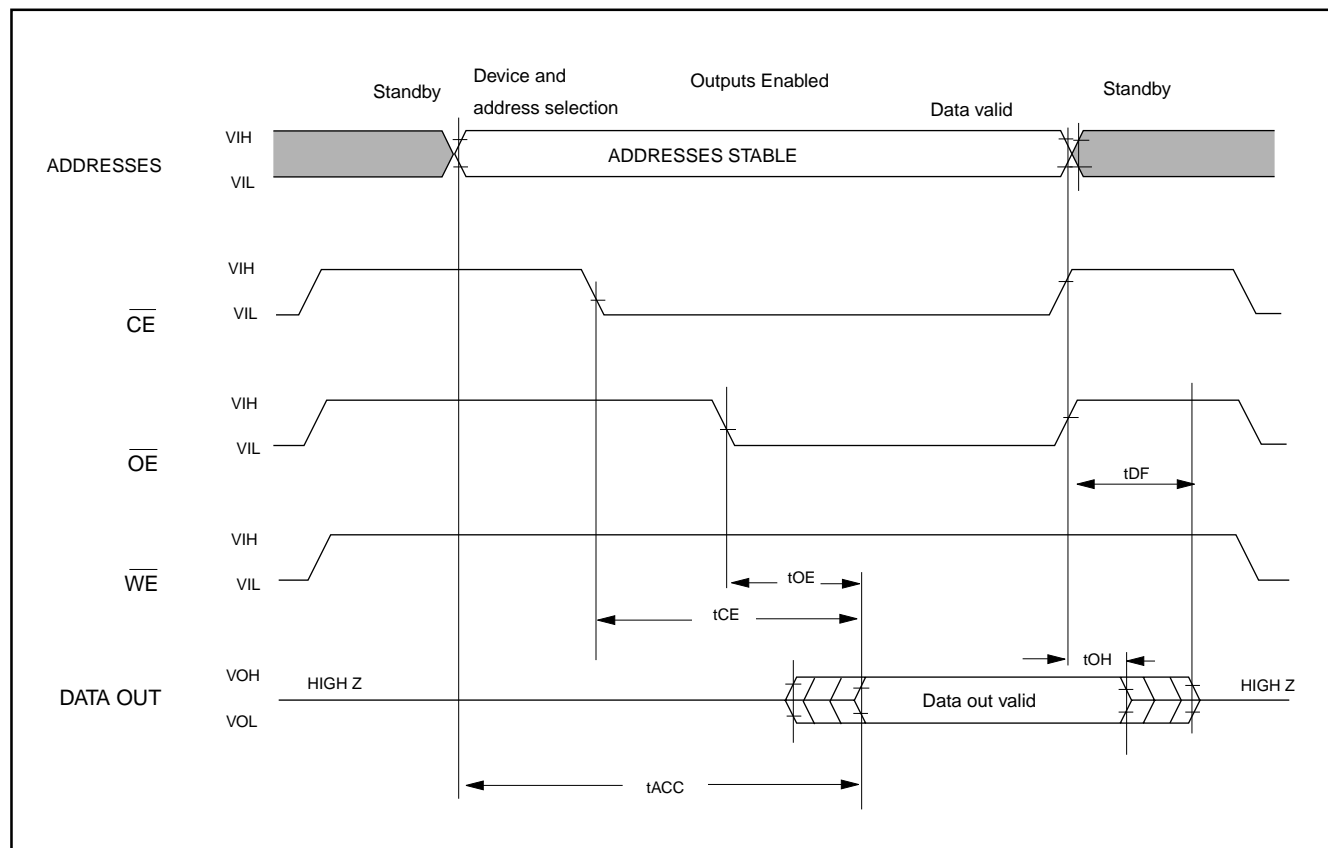 Standby
Device and
address selection
Outputs Enabled
Data valid
Standby
ADDRESSES
VIH
VIL
ADDRESSES STABLE
CE
VIH
VIL
OE
VIH
VIL
tDF
WE
VIH
VIL
tOE
tCE
tOH
DATA OUT
VOH
VOL
HIGH Z
Data out valid
HIGH Z
tACC